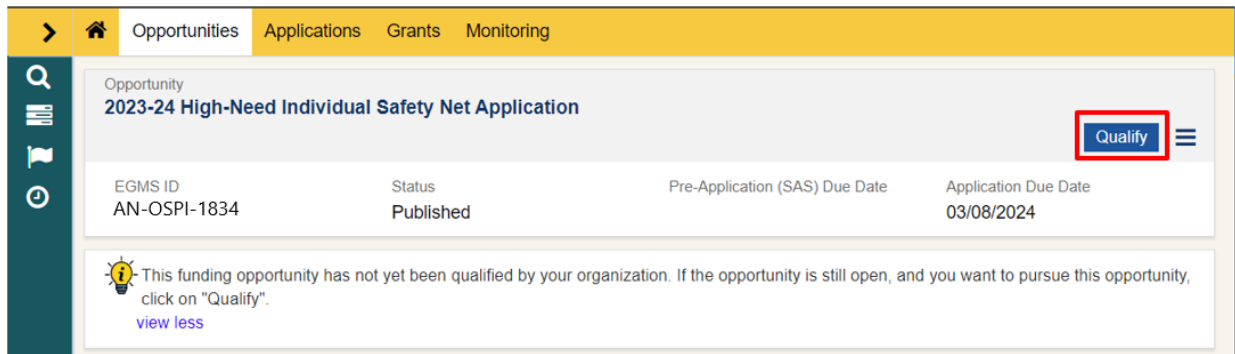 Opportunities Applications Grants Monitoring
Opportunity
2023-24 High-Need Individual Safety Net Application
Qualify
EGMS ID Status Pre-Application (SAS) Due Date Application Due Date
AN-OSPI-1834 Published 03/08/2024
This funding opportunity has not yet been qualified by your organization. If the opportunity is still open, and you want to pursue this opportunity,
click on "Qualify".
view less